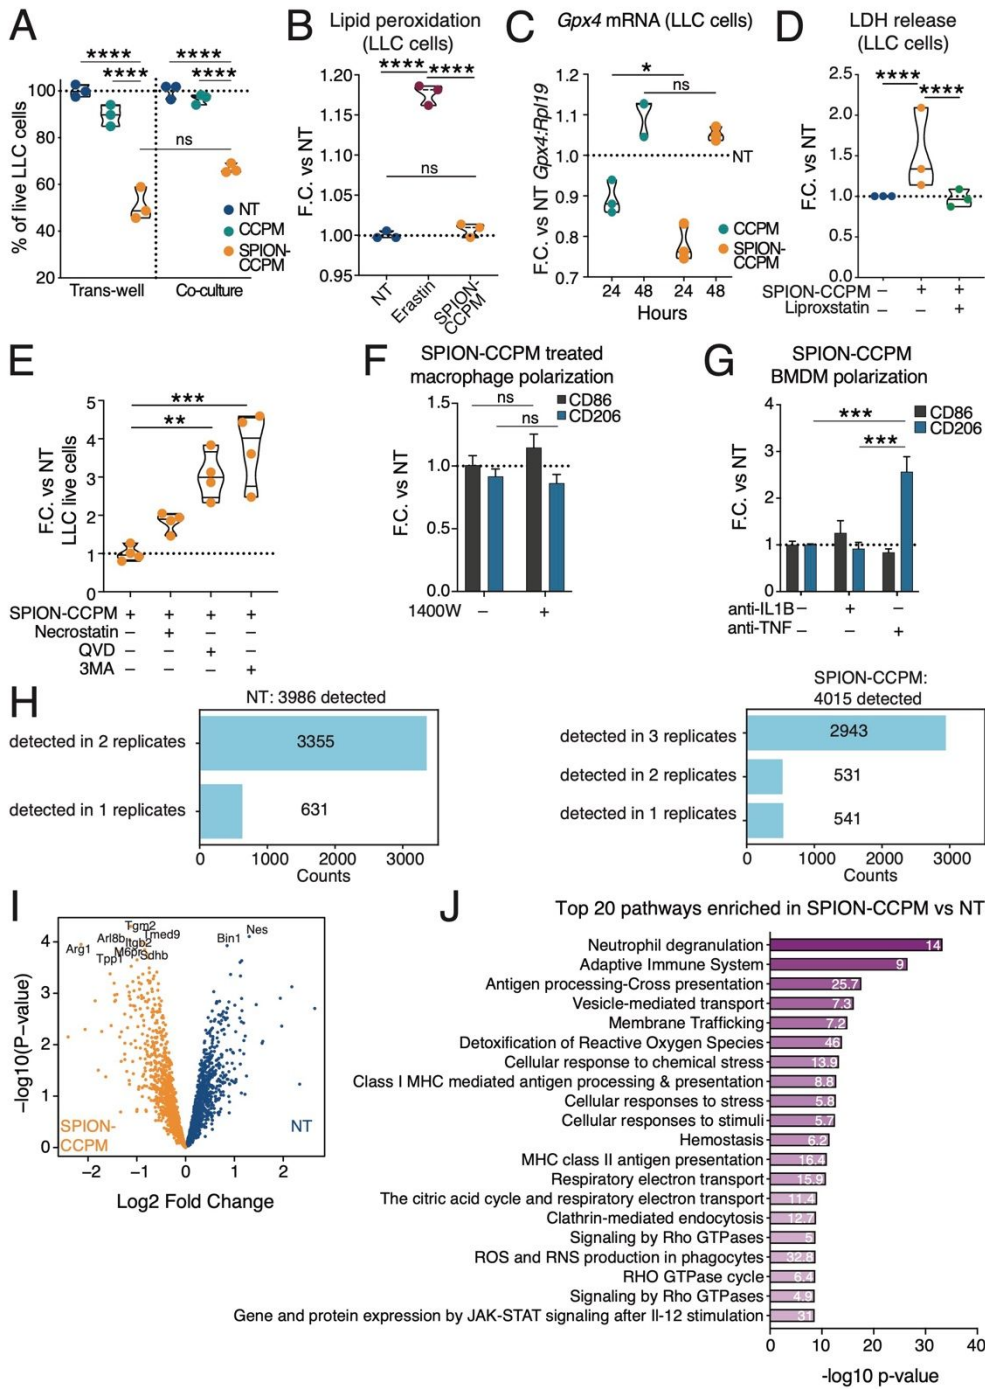 A
****
****
****
****
ns
% of live LLC cells
100
80
60
40
20
NT
CCPM
SPION-
CCPM
Trans-well
Co-culture
B
Lipid peroxidation
(LLC cells)
****
****
ns
F.C. vs NT
1.20
1.15
1.10
1.05
1.00
0.95
NT
Erastin
SPION-
CCPM
C
Gpx4 mRNA (LLC cells)
*
ns
F.C. vs NT Gpx4:Rpl19
1.2
1.1
1.0
0.9
0.8
0.7
NT
CCPM
SPION-
CCPM
24 48 24 48
Hours
D
LDH release
(LLC cells)
****
****
F.C. vs NT
2.5
2.0
1.5
1.0
0.5
0.0
SPION-CCPM – + +
Liproxstatin – – +
E
***
**
F.C. vs NT
LLC live cells
5
4
3
2
1
0
SPION-CCPM + + + +
Necrostatin – + – –
QVD – – + –
3MA – – – +
F
SPION-CCPM treated
macrophage polarization
ns
ns
CD86
CD206
F.C. vs NT
1.5
1.0
0.5
0.0
1400W – +
G
SPION-CCPM
BMDM polarization
CD86
CD206
***
***
F.C. vs NT
4
3
2
1
0
anti-IL1B – + –
anti-TNF – – +
H
NT: 3986 detected
detected in 2 replicates 3355
detected in 1 replicates 631
0 1000 2000 3000
Counts
SPION-CCPM:
4015 detected
detected in 3 replicates 2943
detected in 2 replicates 531
detected in 1 replicates 541
0 1000 2000 3000
Counts
I
–log10(P–value)
4
3
2
1
0
Tgm2
Arl8b
Tmed9
Itgb2
Arg1
M6pr
Tpp1
Sdhb
Bin1
Nes
SPION-
CCPM
NT
–2 –1 0 1 2
Log2 Fold Change
J
Top 20 pathways enriched in SPION-CCPM vs NT
Neutrophil degranulation 14
Adaptive Immune System 9
Antigen processing-Cross presentation 25.7
Vesicle-mediated transport 7.3
Membrane Trafficking 7.2
Detoxification of Reactive Oxygen Species 46
Cellular response to chemical stress 13.9
Class I MHC mediated antigen processing & presentation 8.8
Cellular responses to stress 5.8
Cellular responses to stimuli 5.7
Hemostasis 6.2
MHC class II antigen presentation 16.4
Respiratory electron transport 15.9
The citric acid cycle and respiratory electron transport 11.4
Clathrin-mediated endocytosis 12.7
Signaling by Rho GTPases 5
ROS and RNS production in phagocytes 32.8
RHO GTPase cycle 6.4
Signaling by Rho GTPases 4.9
Gene and protein expression by JAK-STAT signaling after Il-12 stimulation 31
0 10 20 30 40
-log10 p-value